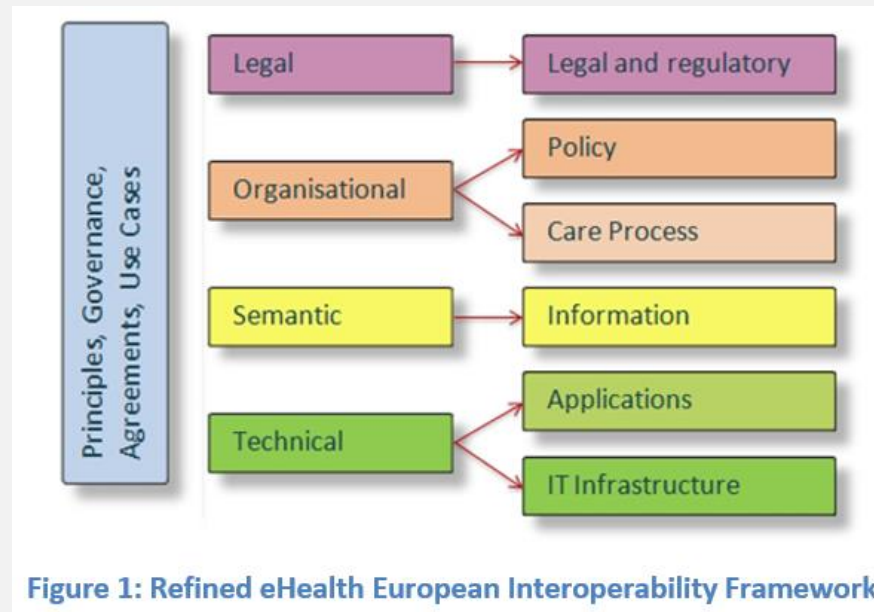 Principles, Governance,
Agreements, Use Cases
Legal
Legal and regulatory
Organisational
Policy
Care Process
Semantic
Information
Technical
Applications
IT Infrastructure
Figure 1: Refined eHealth European Interoperability Framework